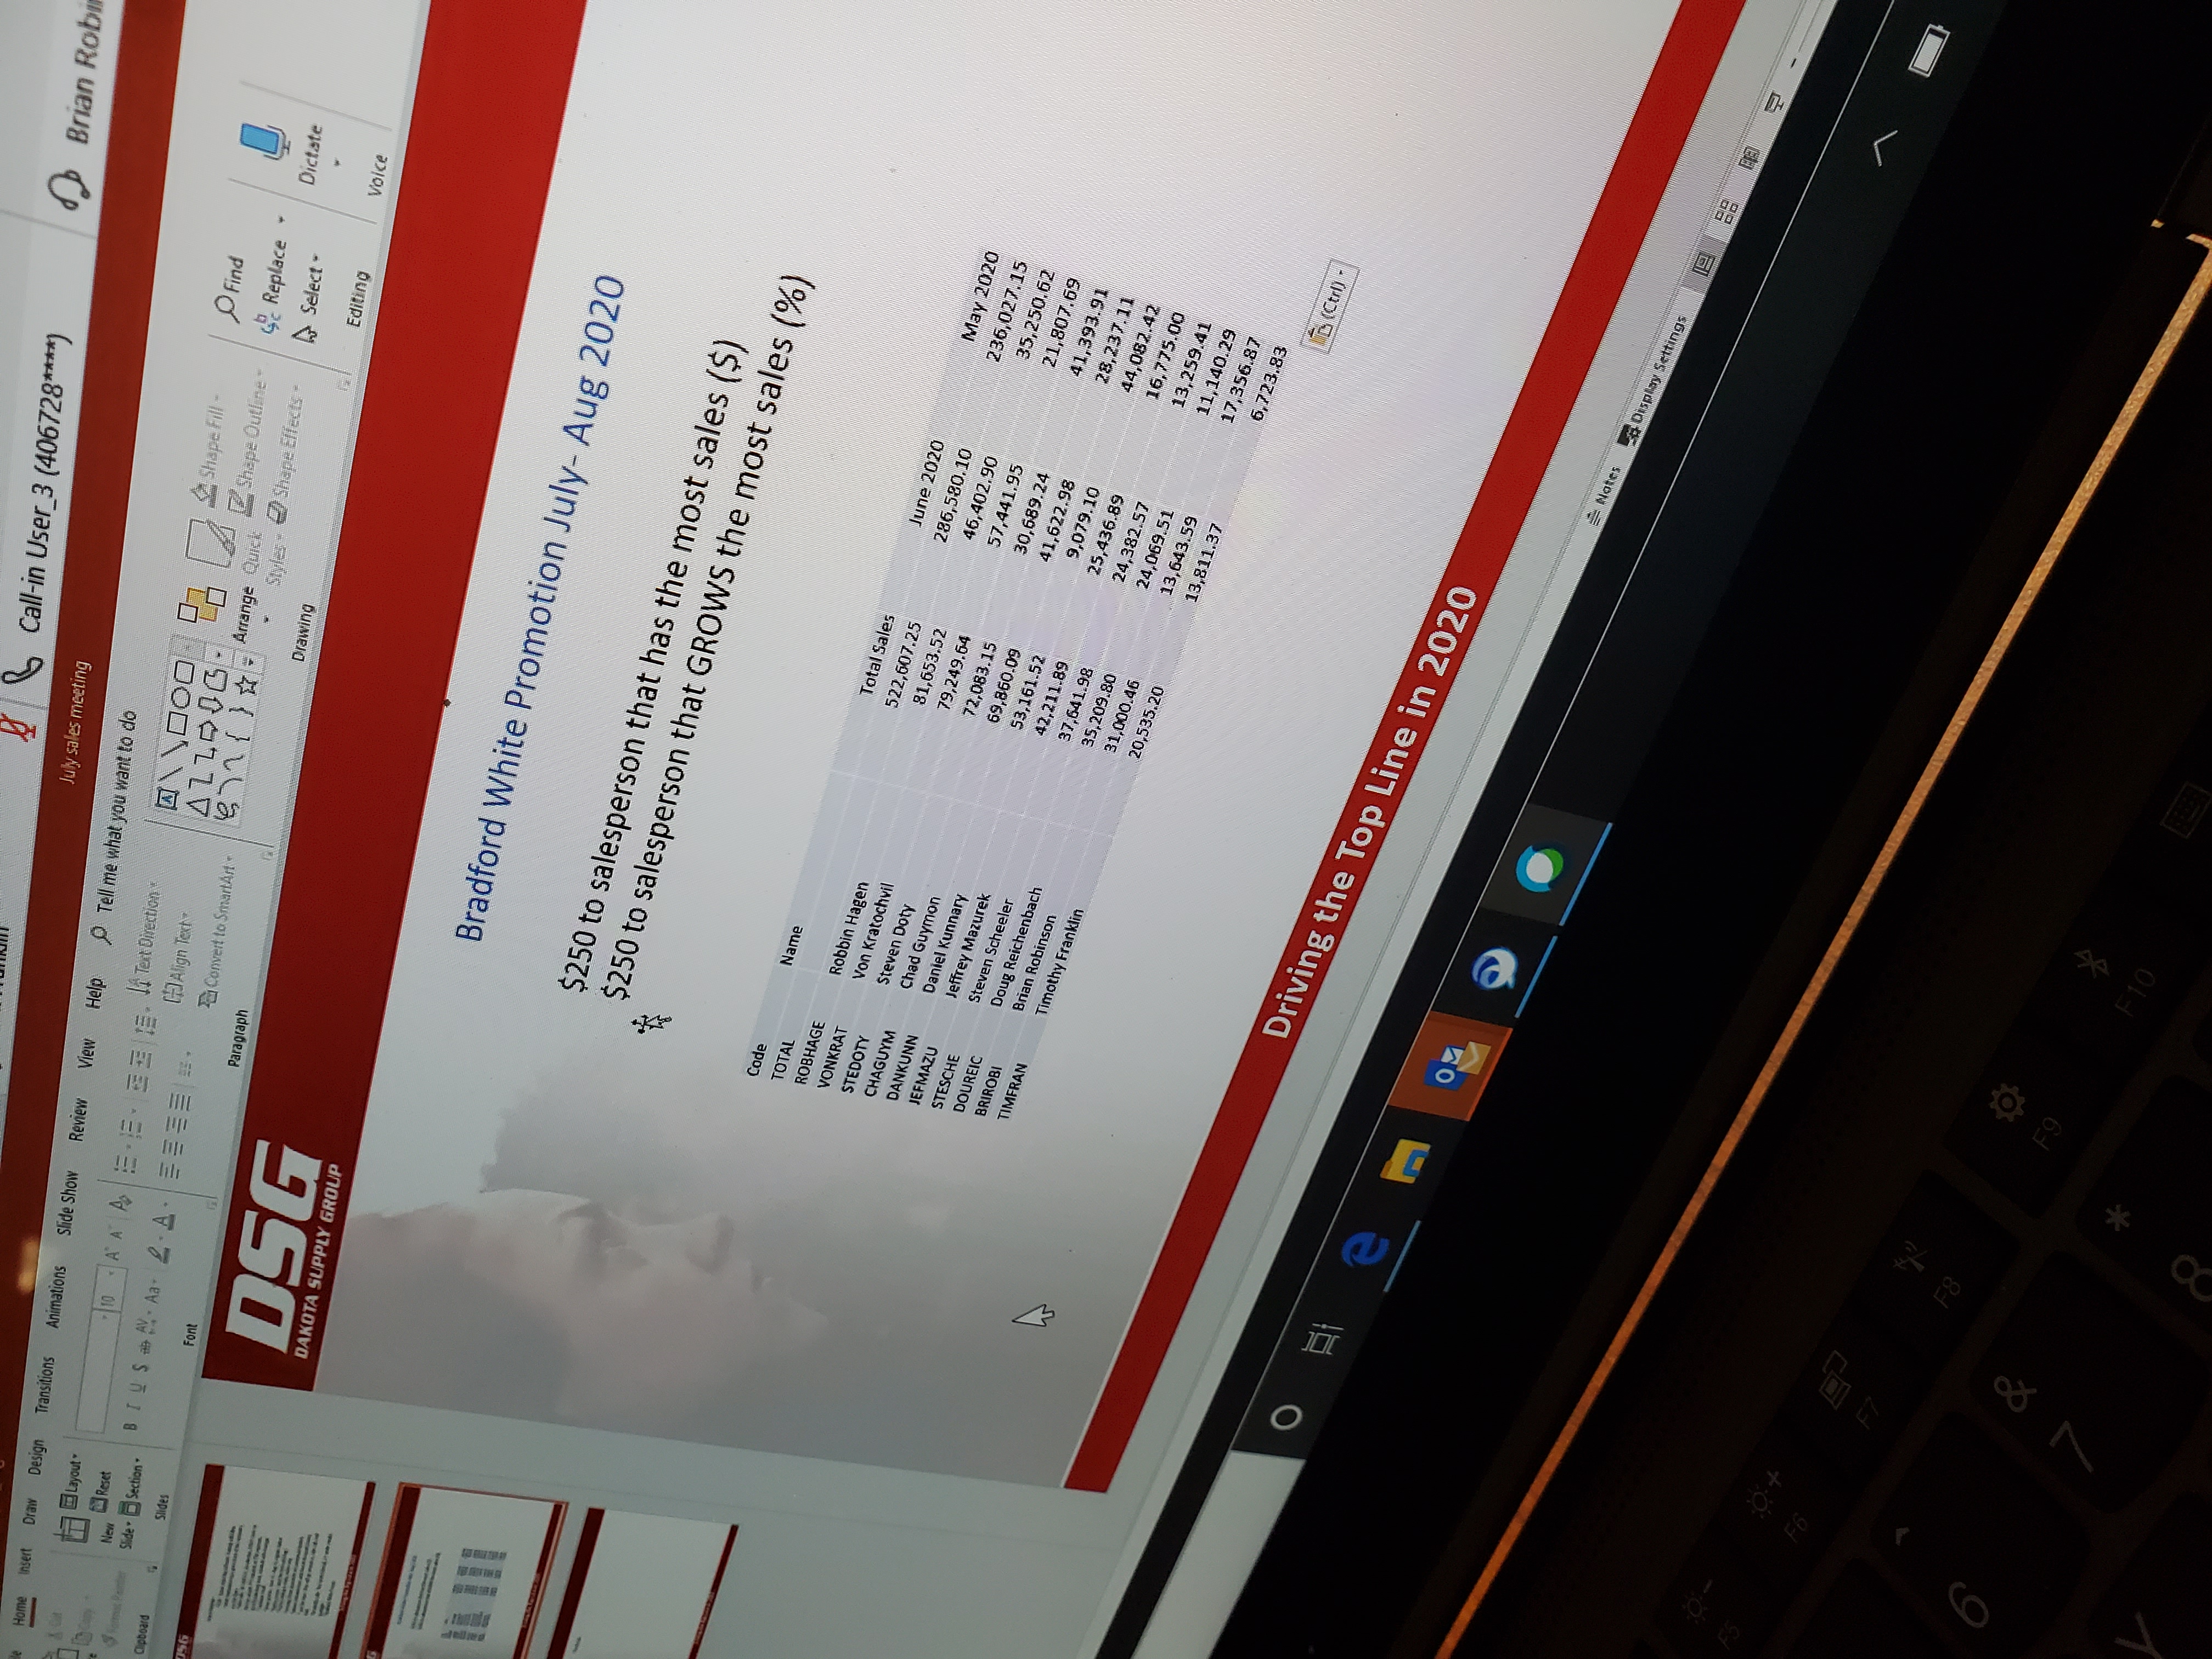 Call-in User_3 (406728****)
Brian Robi
July sales meeting
Home Insert Draw Design Transitions Animations Slide Show Review View Help Tell me what you want to do
Cut
Copy
Format Painter
Clipboard
New
Slide
Layout
Reset
Section
Slides
10
B I U S ab AV Aa A
Font
Text Direction
Align Text
Convert to SmartArt
Paragraph
Arrange
Quick
Styles
Shape Fill
Shape Outline
Shape Effects
Drawing
Find
Replace
Select
Editing
Dictate
Voice
DSG
DAKOTA SUPPLY GROUP
Bradford White Promotion July- Aug 2020
$250 to salesperson that has the most sales ($)
$250 to salesperson that GROWS the most sales (%)
Code Name Total Sales June 2020 May 2020
TOTAL 522,607.25 286,580.10 236,027.15
ROBHAGE Robbin Hagen 81,653.52 46,402.90 35,250.62
VONKRAT Von Kratochvil 79,249.64 57,441.95 21,807.69
STEDOTY Steven Doty 72,083.15 30,689.24 41,393.91
CHAGUYM Chad Guymon 69,860.09 41,622.98 28,237.11
DANKUNN Daniel Kunnary 53,161.52 9,079.10 44,082.42
JEFMAZU Jeffrey Mazurek 42,211.89 25,436.89 16,775.00
STESCHE Steven Scheeler 37,641.98 24,382.57 13,259.41
DOUREIC Doug Reichenbach 35,209.80 24,069.51 11,140.29
BRIROBI Brian Robinson 31,000.46 13,643.59 17,356.87
TIMFRAN Timothy Franklin 20,535.20 13,811.37 6,723.83
(Ctrl)
Driving the Top Line in 2020
Notes
Display Settings
F5
F6
F7
F8
F9
F10
^
6
&
7
*
8
Y